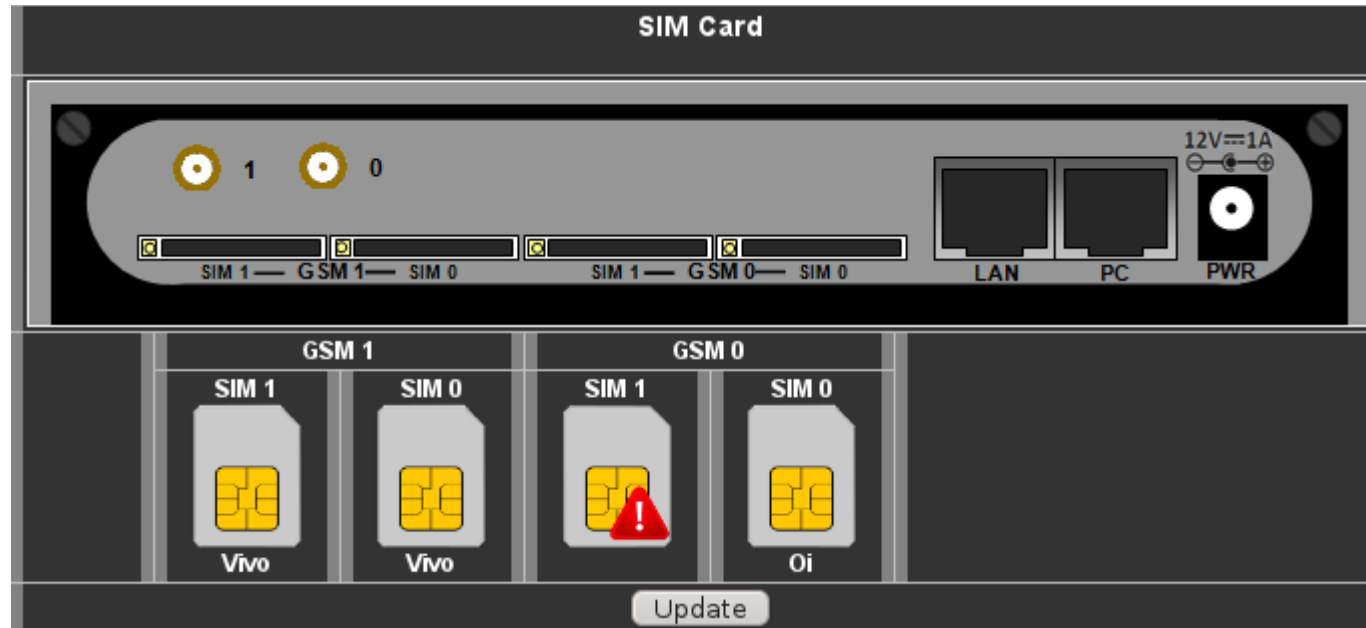 SIM Card
12V⎓1A
1 0
SIM 1 GSM 1 SIM 0 SIM 1 GSM 0 SIM 0
LAN PC PWR
GSM 1 GSM 0
SIM 1 SIM 0 SIM 1 SIM 0
!
Vivo Vivo Oi
Update